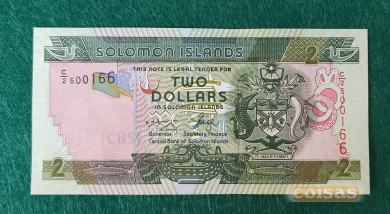 SOLOMON ISLANDS
THIS NOTE IS LEGAL TENDER FOR
C/2 500166
TWO
DOLLARS
IN SOLOMON ISLANDS
Governor Secretary Finance
Central Bank of Solomon Islands
2
2
2
C/2 500166
coisas